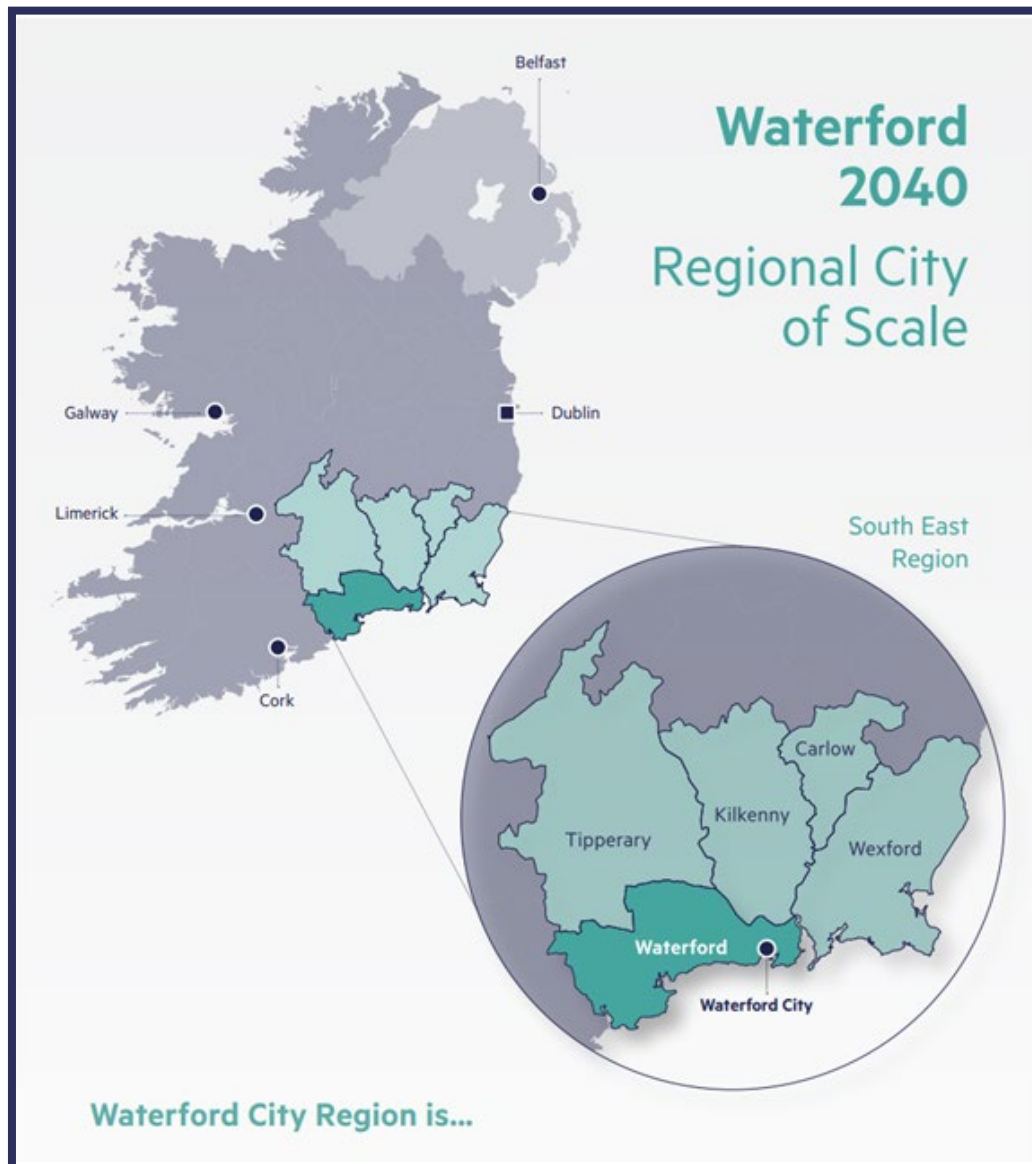 Belfast
Waterford
2040
Regional City
of Scale
Galway
Dublin
Limerick
South East
Region
Cork
Carlow
Kilkenny
Tipperary
Wexford
Waterford
Waterford City
Waterford City Region is...